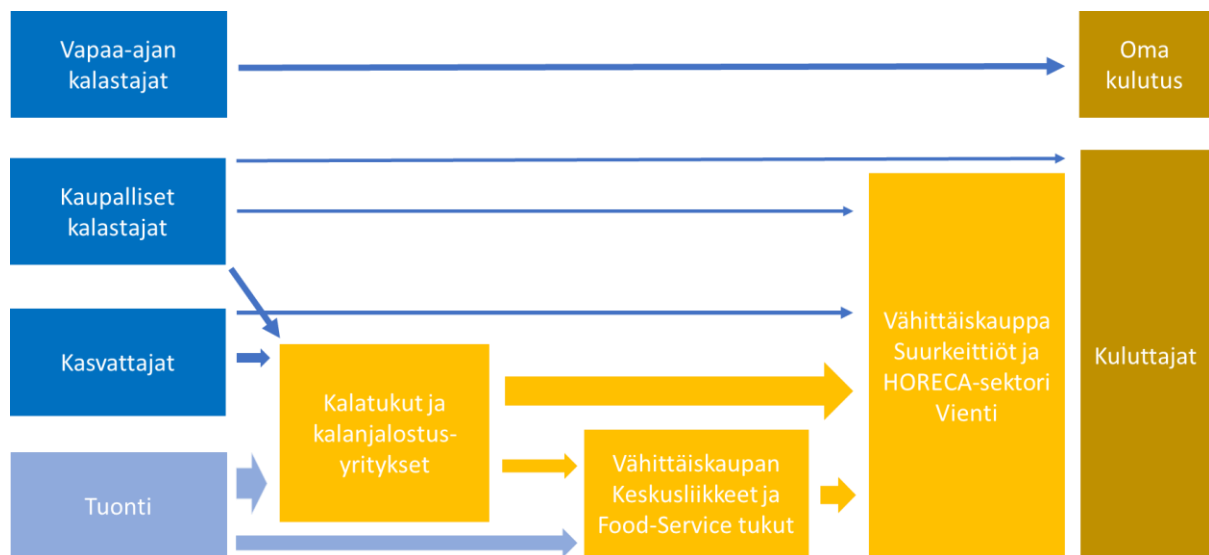 Vapaa-ajan
kalastajat
Oma
kulutus
Kaupalliset
kalastajat
Kasvattajat
Tuonti
Kalatukut ja
kalanjalostus-
yritykset
Vähittäiskaupan
Keskusliikkeet ja
Food-Service tukut
Vähittäiskauppa
Suurkeittiöt ja
HORECA-sektori
Vienti
Kuluttajat